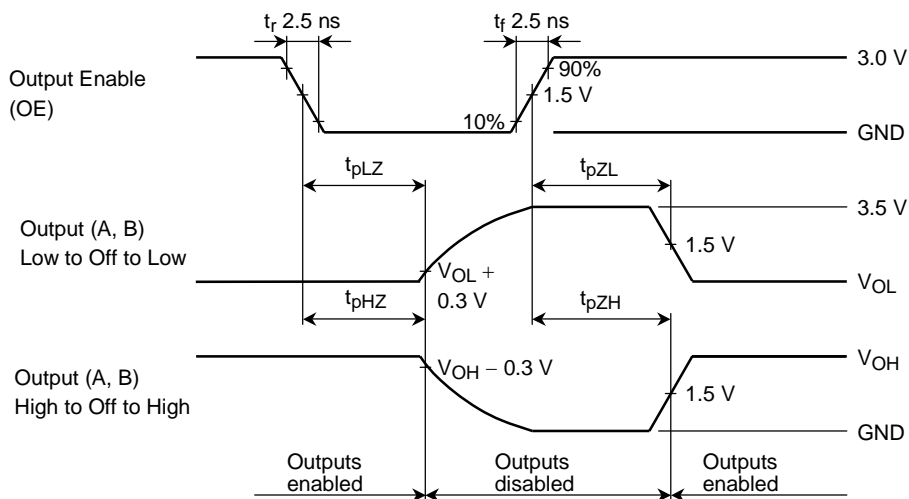 tr 2.5 ns
tf 2.5 ns
Output Enable
(OE)
90%
1.5 V
10%
3.0 V
GND
tpLZ
tpZL
Output (A, B)
Low to Off to Low
3.5 V
1.5 V
VOL +
0.3 V
VOL
tpHZ
tpZH
Output (A, B)
High to Off to High
VOH − 0.3 V
VOH
1.5 V
GND
Outputs
enabled
Outputs
disabled
Outputs
enabled